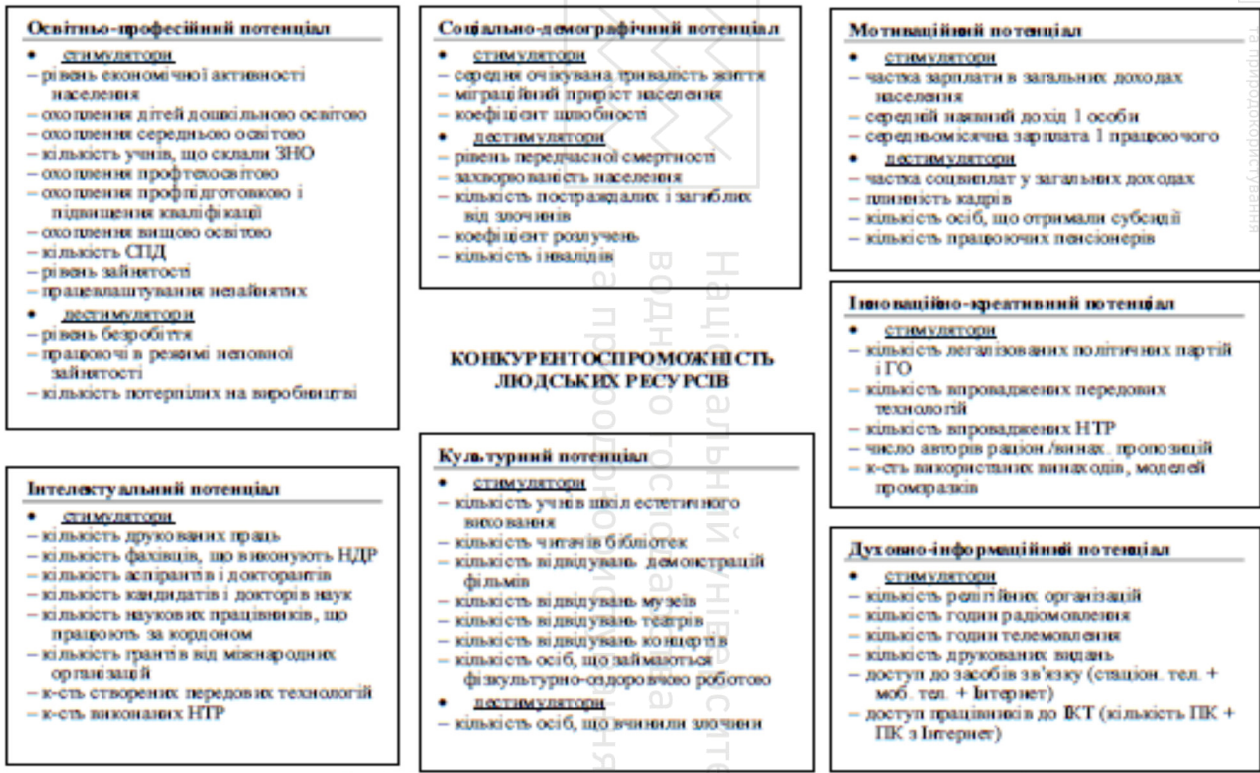 Освітньо-професійний потенціал
• стимулятори
– рівень економічної активності
населення
– охоплення дітей дошкільною освітою
– охоплення середньою освітою
– кількість учнів, що склали ЗНО
– охоплення профтехосвітою
– охоплення профпідготовкою і
підвищення кваліфікації
– охоплення вищою освітою
– кількість СПД
– рівень зайнятості
– працевлаштування незайнятих
• дестимулятори
– рівень безробіття
– працюючі в режимі неповної
зайнятості
– кількість потерпілих на виробництві
Інтелектуальний потенціал
• стимулятори
– кількість друкованих праць
– кількість фахівців, що виконують НДР
– кількість аспірантів і докторантів
– кількість кандидатів і докторів наук
– кількість наукових працівників, що
працюють за кордоном
– кількість грантів від міжнародних
організацій
– к-сть створених передових технологій
– к-сть виконаних НТР
Соціально-демографічний потенціал
• стимулятори
– середня очікувана тривалість життя
– міграційний приріст населення
– коефіцієнт шлюбності
• дестимулятори
– рівень передчасної смертності
– захворюваність населення
– кількість постраждалих і загиблих
від злочинів
– коефіцієнт розлучень
– кількість інвалідів
КОНКУРЕНТОСПРОМОЖНІСТЬ
ЛЮДСЬКИХ РЕСУРСІВ
Культурний потенціал
• стимулятори
– кількість учнів шкіл естетичного
виховання
– кількість читачів бібліотек
– кількість відвідувань демонстрацій
фільмів
– кількість відвідувань музеїв
– кількість відвідувань театрів
– кількість відвідувань концертів
– кількість осіб, що займаються
фізкультурно-оздоровчою роботою
• дестимулятори
– кількість осіб, що вчинили злочини
Мотиваційний потенціал
• стимулятори
– частка зарплати в загальних доходах
населення
– середній наявний дохід 1 особи
– середньомісячна зарплата 1 працюючого
• дестимулятори
– частка соцвиплат у загальних доходах
– плинність кадрів
– кількість осіб, що отримали субсидії
– кількість працюючих пенсіонерів
Інноваційно-креативний потенціал
• стимулятори
– кількість легалізованих політичних партій
і ГО
– кількість впроваджених передових
технологій
– кількість впроваджених НТР
– число авторів раціон./винах. пропозицій
– к-сть використаних винаходів, моделей
промзразків
Духовно-інформаційний потенціал
• стимулятори
– кількість релігійних організацій
– кількість годин радіомовлення
– кількість годин телемовлення
– кількість друкованих видань
– доступ до засобів зв'язку (стаціон. тел. +
моб. тел. + Інтернет)
– доступ працівників до ІКТ (кількість ПК +
ПК з Інтернет)
Національний університет
водного господарства
та природокористування
та природокористування